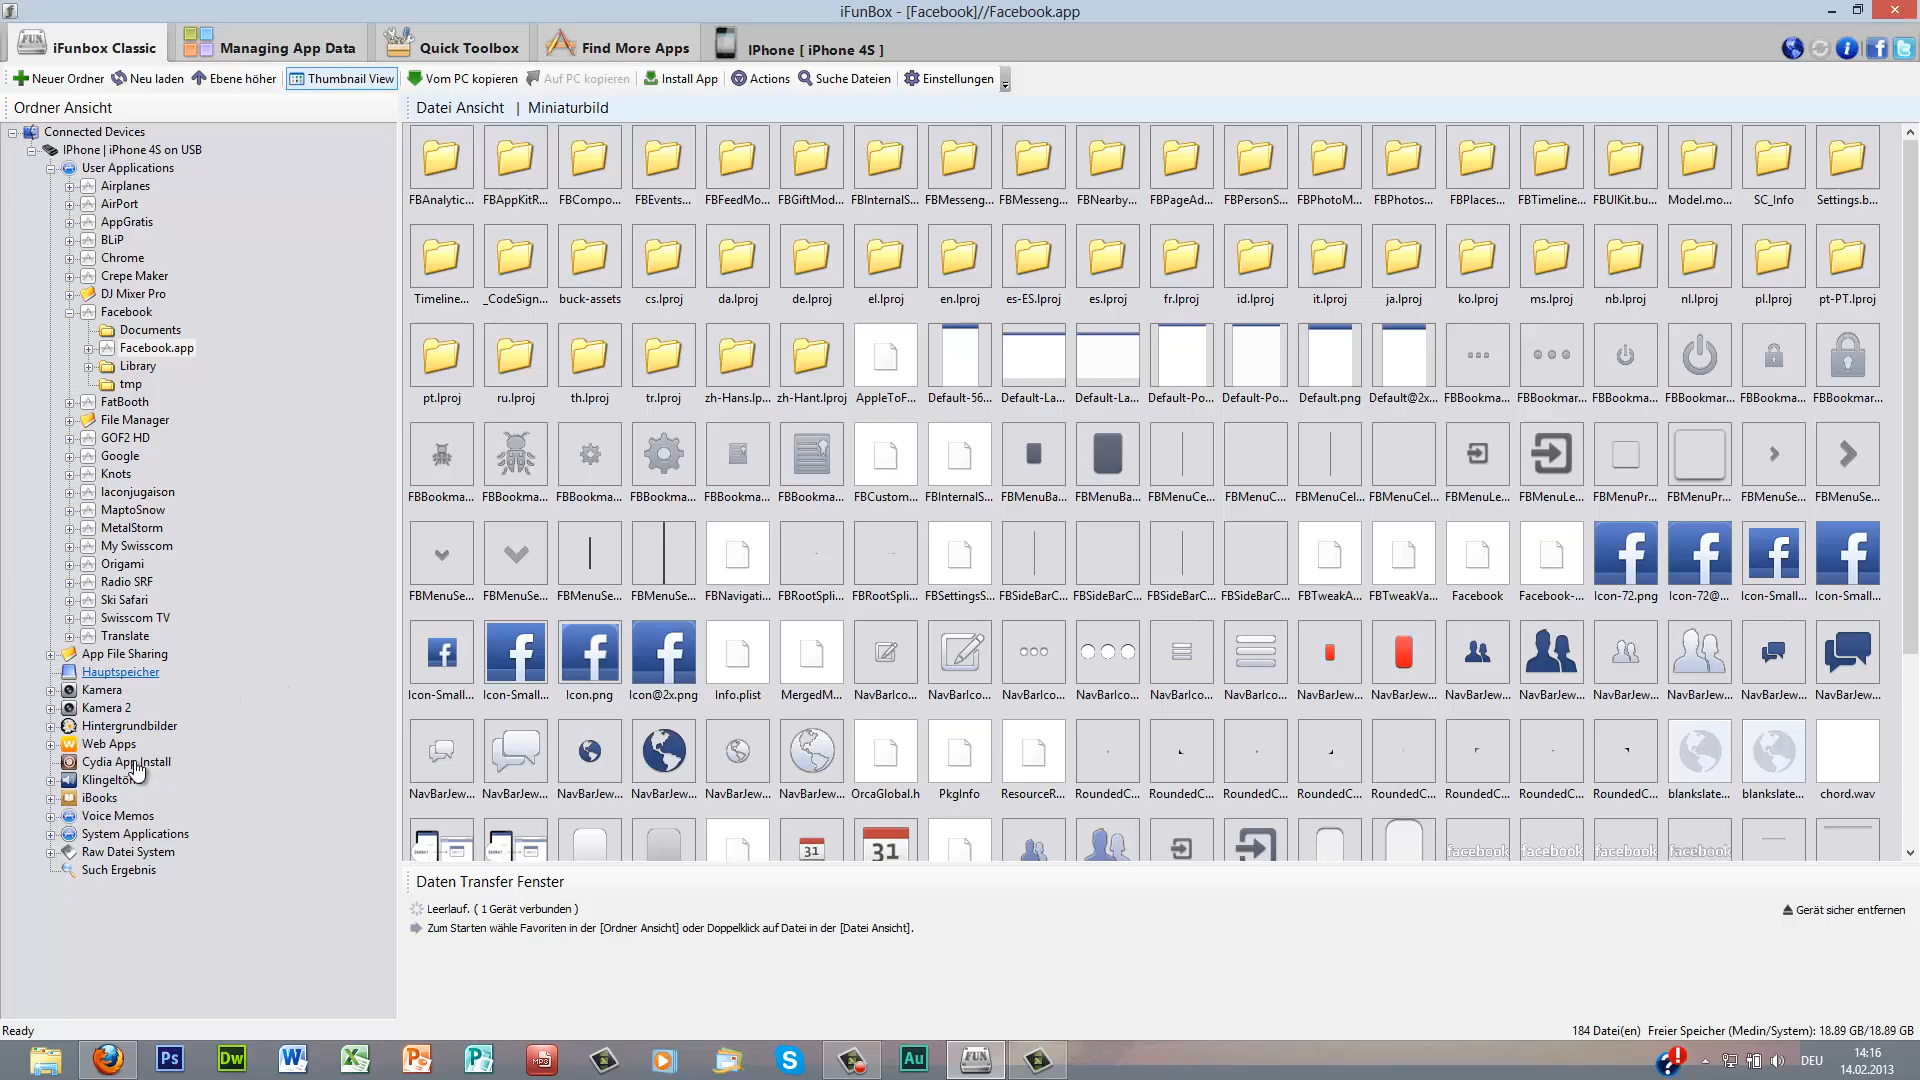 iFunBox - [Facebook]//Facebook.app
iFunbox Classic
Managing App Data
Quick Toolbox
Find More Apps
IPhone [ iPhone 4S ]
Neuer Ordner Neu laden Ebene höher Thumbnail View Vom PC kopieren Auf PC kopieren Install App Actions Suche Dateien Einstellungen
Ordner Ansicht
Connected Devices
IPhone | iPhone 4S on USB
User Applications
Airplanes
AirPort
AppGratis
BLiP
Chrome
Crepe Maker
DJ Mixer Pro
Facebook
Documents
Facebook.app
Library
tmp
FatBooth
File Manager
GOF2 HD
Google
Knots
laconjugaison
MaptoSnow
MetalStorm
My Swisscom
Origami
Radio SRF
Ski Safari
Swisscom TV
Translate
App File Sharing
Hauptspeicher
Kamera
Kamera 2
Hintergrundbilder
Web Apps
Cydia App Install
iBooks
Voice Memos
System Applications
Raw Datei System
Such Ergebnis
Datei Ansicht | Miniaturbild
FBAnalytic... FBAppKitR... FBCompo... FBEvents... FBFeedMo... FBGiftMod... FBInternalS... FBMesseng... FBMesseng... FBNearby... FBPageAd... FBPersonS... FBPhotoM... FBPhotos... FBPlaces... FBTimeline... FBUIKit.bu... Model.mo... SC_Info Settings.b...
Timeline... _CodeSign... buck-assets cs.lproj da.lproj de.lproj el.lproj en.lproj es-ES.lproj es.lproj fr.lproj id.lproj it.lproj ja.lproj ko.lproj ms.lproj nb.lproj nl.lproj pl.lproj pt-PT.lproj
pt.lproj ru.lproj th.lproj tr.lproj zh-Hans.lp... zh-Hant.lproj AppleToF... Default-56... Default-La... Default-La... Default-Po... Default-Po... Default.png Default@2x... FBBookmar... FBBookmar... FBBookma... FBBookmar... FBBookma... FBBookmar...
FBBookma... FBBookma... FBBookma... FBBookma... FBBookma... FBBookma... FBCustom... FBInternalS... FBMenuBa... FBMenuBa... FBMenuCe... FBMenuC... FBMenuCel... FBMenuCel... FBMenuLe... FBMenuLe... FBMenuPr... FBMenuPr... FBMenuSe... FBMenuSe...
FBMenuSe... FBMenuSe... FBMenuSe... FBMenuSe... FBNavigati... FBRootSpli... FBRootSpli... FBSettingsS... FBSideBarC... FBSideBarC... FBSideBarC... FBSideBarC... FBTweakA... FBTweakVa... Facebook Facebook-... Icon-72.png Icon-72@... Icon-Small... Icon-Smal...
Icon-Small... Icon-Small... Icon.png Icon@2x.png Info.plist MergedM... NavBarIco... NavBarIco... NavBarIco... NavBarIco... NavBarIco... NavBarIco... NavBarJew... NavBarJew... NavBarJew... NavBarJew... NavBarJew... NavBarJew... NavBarJew... NavBarJew...
NavBarJew... NavBarJew... NavBarJew... NavBarJew... NavBarJew... NavBarJew... OrcaGlobal.h PkgInfo ResourceR... RoundedC... RoundedC... RoundedC... RoundedC... RoundedC... RoundedC... RoundedC... RoundedC... blankslate... blankslate... chord.wav
31 31 facebook facebook facebook facebook
Daten Transfer Fenster
Leerlauf. ( 1 Gerät verbunden )
Gerät sicher entfernen
Zum Starten wähle Favoriten in der [Ordner Ansicht] oder Doppelklick auf Datei in der [Datei Ansicht].
Ready
184 Datei(en) Freier Speicher (Medin/System): 18.89 GB/18.89 GB
Ps Dw MP3 Au FUN
DEU
14:16
14.02.2013